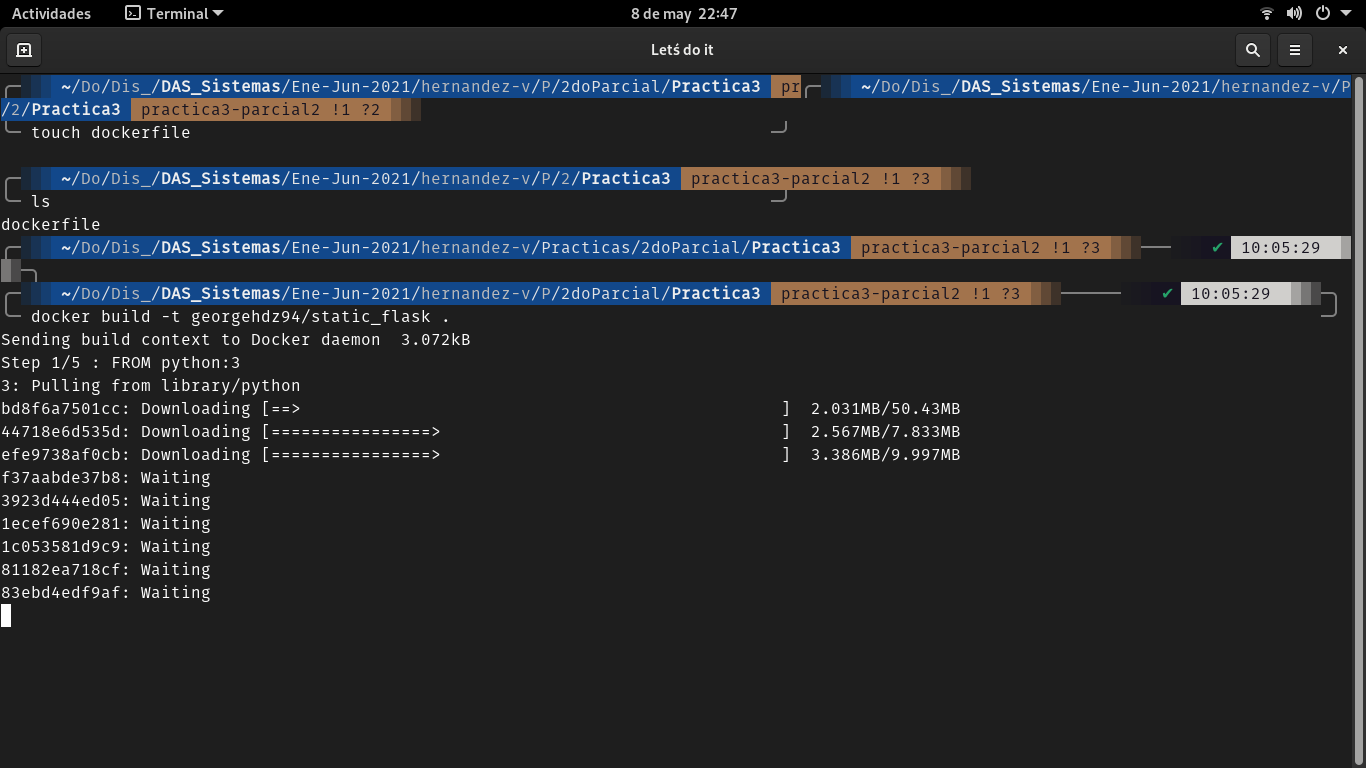 Actividades Terminal 8 de may 22:47
Letś do it
~/Do/Dis_/DAS_Sistemas/Ene-Jun-2021/hernandez-v/P/2doParcial/Practica3 pr ~/Do/Dis_/DAS_Sistemas/Ene-Jun-2021/hernandez-v/P
/2/Practica3 practica3-parcial2 !1 ?2
touch dockerfile
~/Do/Dis_/DAS_Sistemas/Ene-Jun-2021/hernandez-v/P/2/Practica3 practica3-parcial2 !1 ?3
ls
dockerfile
~/Do/Dis_/DAS_Sistemas/Ene-Jun-2021/hernandez-v/Practicas/2doParcial/Practica3 practica3-parcial2 !1 ?3 ✔ 10:05:29
~/Do/Dis_/DAS_Sistemas/Ene-Jun-2021/hernandez-v/P/2doParcial/Practica3 practica3-parcial2 !1 ?3 ✔ 10:05:29
docker build -t georgehdz94/static_flask .
Sending build context to Docker daemon  3.072kB
Step 1/5 : FROM python:3
3: Pulling from library/python
bd8f6a7501cc: Downloading [==>                                                ]  2.031MB/50.43MB
44718e6d535d: Downloading [================>                                  ]  2.567MB/7.833MB
efe9738af0cb: Downloading [================>                                  ]  3.386MB/9.997MB
f37aabde37b8: Waiting
3923d444ed05: Waiting
1ecef690e281: Waiting
1c053581d9c9: Waiting
81182ea718cf: Waiting
83ebd4edf9af: Waiting